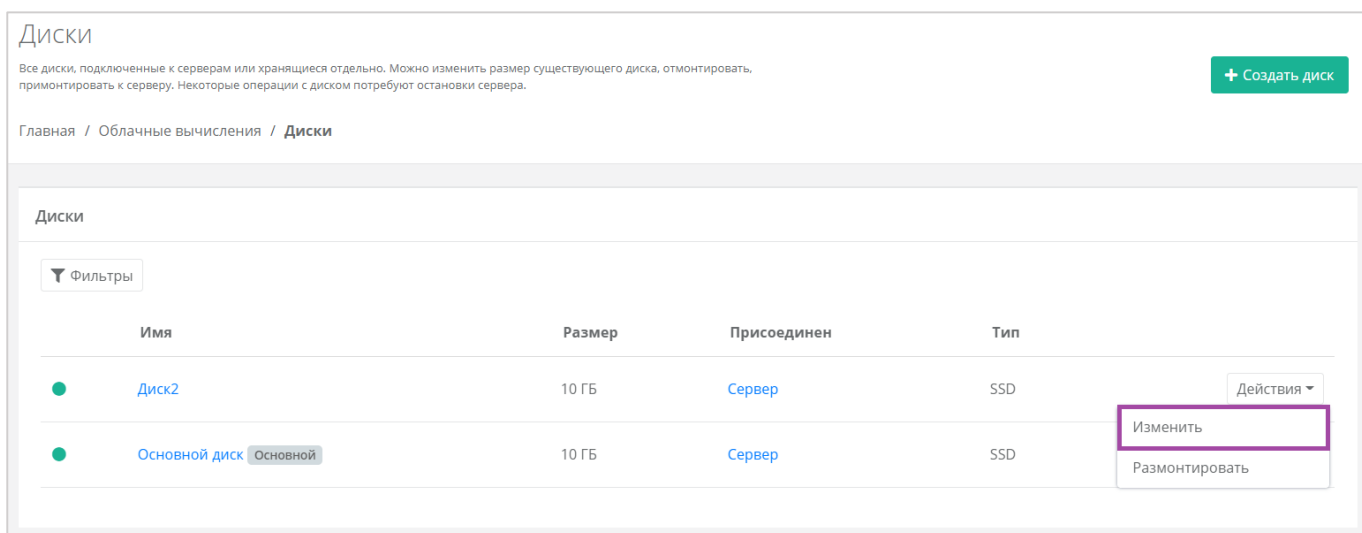 Диски
Все диски, подключенные к серверам или хранящиеся отдельно. Можно изменить размер существующего диска, отмонтировать,
примонтировать к серверу. Некоторые операции с диском потребуют остановки сервера.
+ Создать диск
Главная / Облачные вычисления / Диски
Диски
Фильтры
Имя Размер Присоединен Тип
Диск2 10 ГБ Сервер SSD Действия
Изменить
Основной диск Основной 10 ГБ Сервер SSD
Размонтировать